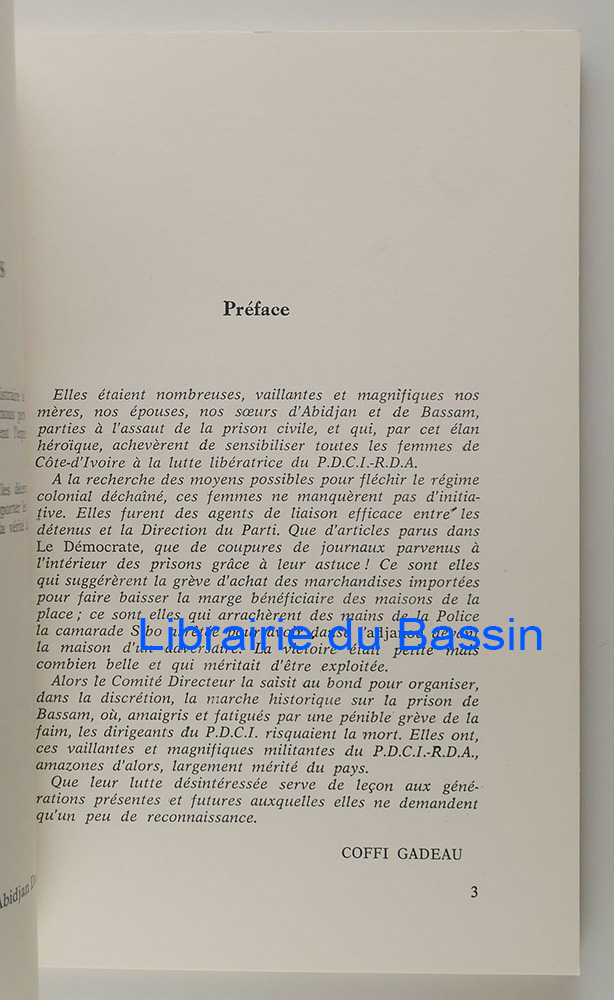 Préface
Elles étaient nombreuses, vaillantes et magnifiques nos
mères, nos épouses, nos sœurs d'Abidjan et de Bassam,
parties à l'assaut de la prison civile, et qui, par cet élan
héroïque, achevèrent de sensibiliser toutes les femmes de
Côte-d'Ivoire à la lutte libératrice du P.D.C.I.-R.D.A.
A la recherche des moyens possibles pour fléchir le régime
colonial déchaîné, ces femmes ne manquèrent pas d'initia-
tive. Elles furent des agents de liaison efficace entre les
détenus et la Direction du Parti. Que d'articles parus dans
Le Démocrate, que de coupures de journaux parvenus à
l'intérieur des prisons grâce à leur astuce ! Ce sont elles
qui suggérèrent la grève d'achat des marchandises importées
pour faire baisser la marge bénéficiaire des maisons de la
place ; ce sont elles qui arrachèrent des mains de la Police
la camarade pour avoir dansé devant
Librairie du Bassin
la maison d'un adversaire. La victoire était petite mais
combien belle et qui méritait d'être exploitée.
Alors le Comité Directeur la saisit au bond pour organiser,
dans la discrétion, la marche historique sur la prison de
Bassam, où, amaigris et fatigués par une pénible grève de la
faim, les dirigeants du P.D.C.I. risquaient la mort. Elles ont,
ces vaillantes et magnifiques militantes du P.D.C.I.-R.D.A.,
amazones d'alors, largement mérité du pays.
Que leur lutte désintéressée serve de leçon aux géné-
rations présentes et futures auxquelles elles ne demandent
qu'un peu de reconnaissance.
COFFI GADEAU
3